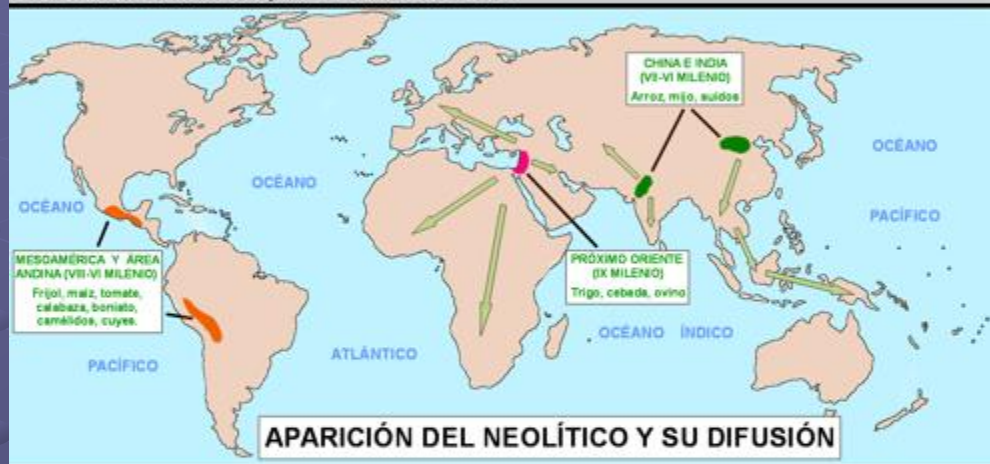 CHINA E INDIA
(VII-VI MILENIO)
Arroz, mijo, suidos
OCÉANO
OCÉANO
OCÉANO
PACÍFICO
MESOAMÉRICA Y ÁREA
ANDINA (VIII-VI MILENIO)
Frijol, maíz, tomate,
calabaza, boniato,
camélidos, cuyes.
PRÓXIMO ORIENTE
(IX MILENIO)
Trigo, cebada, ovino
OCÉANO ÍNDICO
ATLÁNTICO
PACÍFICO
APARICIÓN DEL NEOLÍTICO Y SU DIFUSIÓN